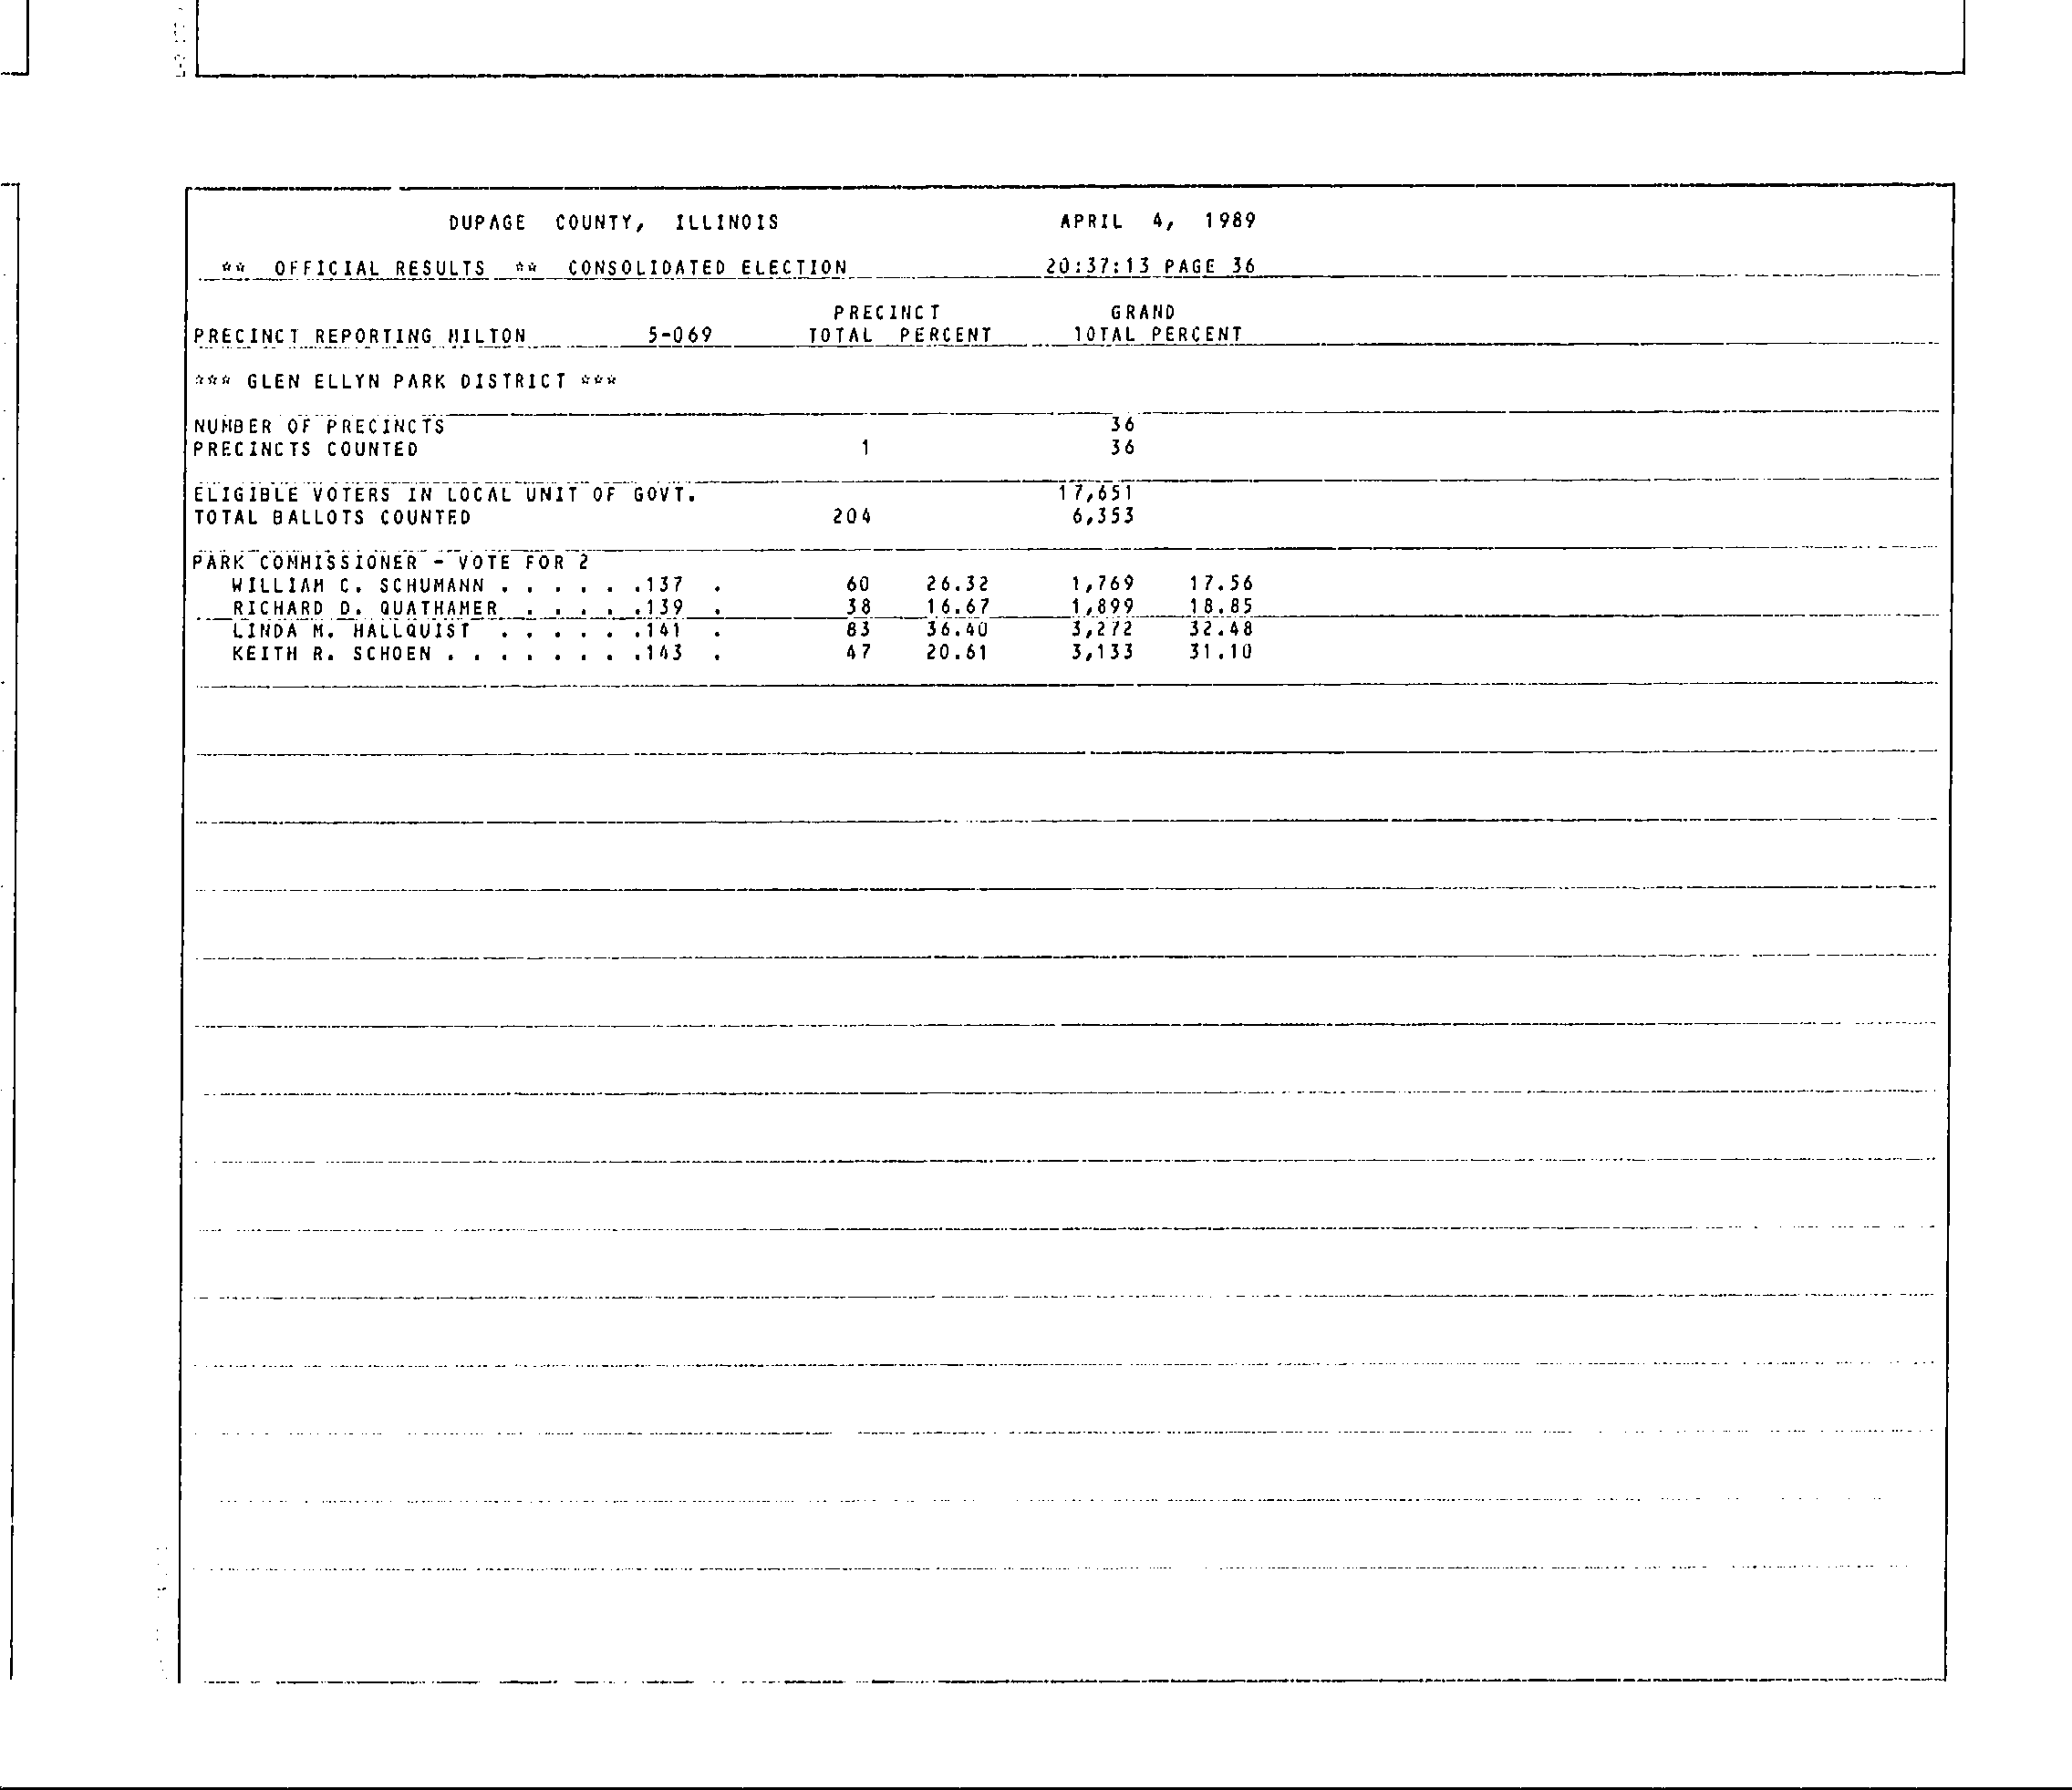 DUPAGE COUNTY, ILLINOIS APRIL 4, 1989
** OFFICIAL RESULTS ** CONSOLIDATED ELECTION 20:37:13 PAGE 36
PRECINCT GRAND
PRECINCT REPORTING MILTON 5-069 TOTAL PERCENT TOTAL PERCENT
*** GLEN ELLYN PARK DISTRICT ***
NUMBER OF PRECINCTS 36
PRECINCTS COUNTED 1 36
ELIGIBLE VOTERS IN LOCAL UNIT OF GOVT. 17,651
TOTAL BALLOTS COUNTED 204 6,353
PARK COMMISSIONER - VOTE FOR 2
WILLIAM C. SCHUMANN . . . . . .137 . 60 26.32 1,769 17.56
RICHARD D. QUATHAMER . . . . .139 . 38 16.67 1,899 18.85
LINDA M. HALLQUIST . . . . . .141 . 83 36.40 3,272 32.48
KEITH R. SCHOEN . . . . . . . .143 . 47 20.61 3,133 31.10